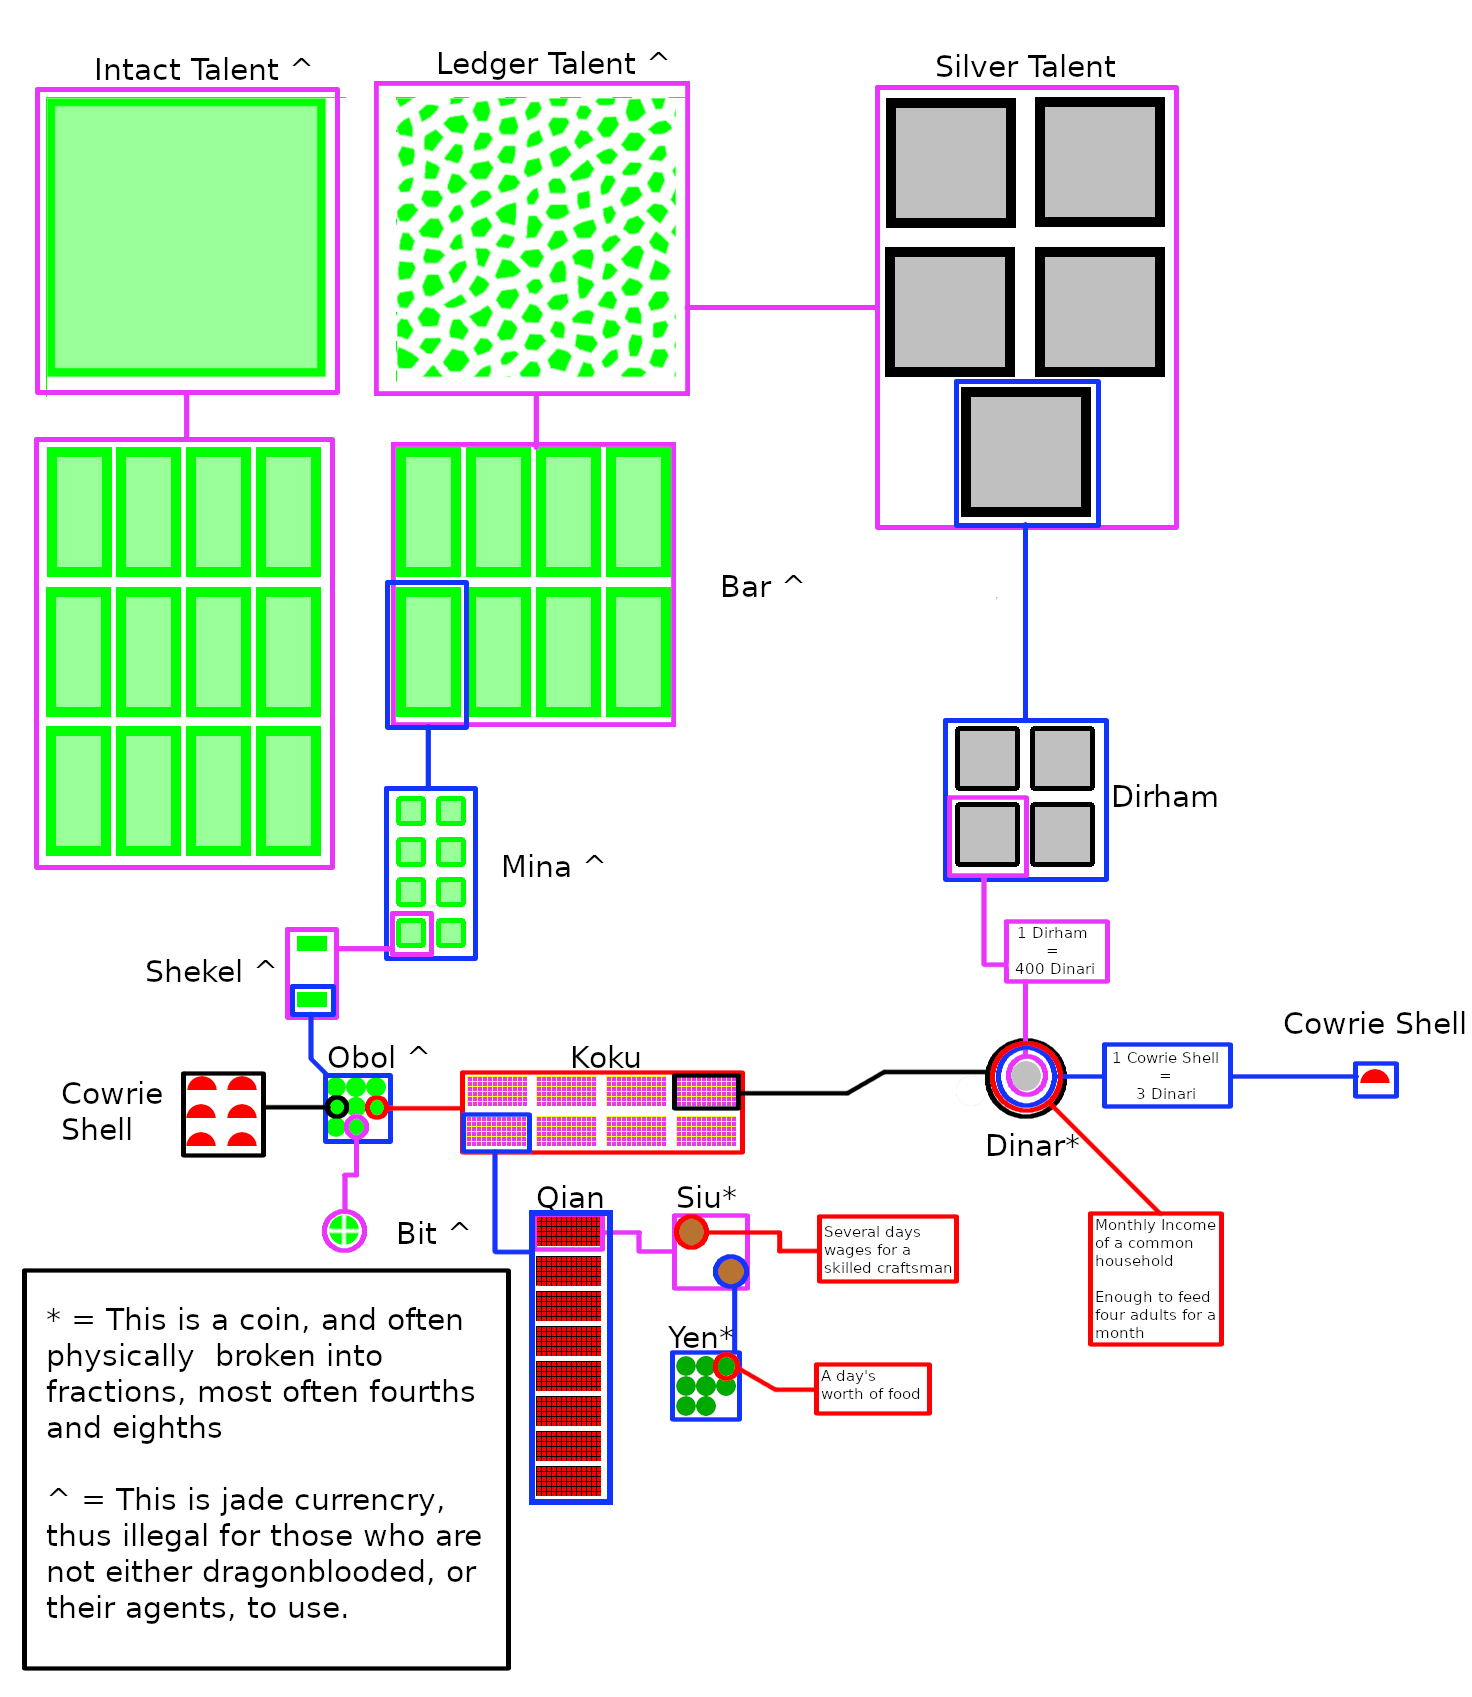 Intact Talent ^
Ledger Talent ^
Silver Talent
Bar ^
Dirham
Mina ^
1 Dirham
=
400 Dinari
Shekel ^
Cowrie Shell
Obol ^
Koku
1 Cowrie Shell
=
3 Dinari
Cowrie
Shell
Dinar*
Qian
Siu*
Bit ^
Several days
wages for a
skilled craftsman
Monthly Income
of a common
household
Enough to feed
four adults for a
month
Yen*
A day's
worth of food
* = This is a coin, and often
physically  broken into
fractions, most often fourths
and eighths
^ = This is jade currencry,
thus illegal for those who are
not either dragonblooded, or
their agents, to use.